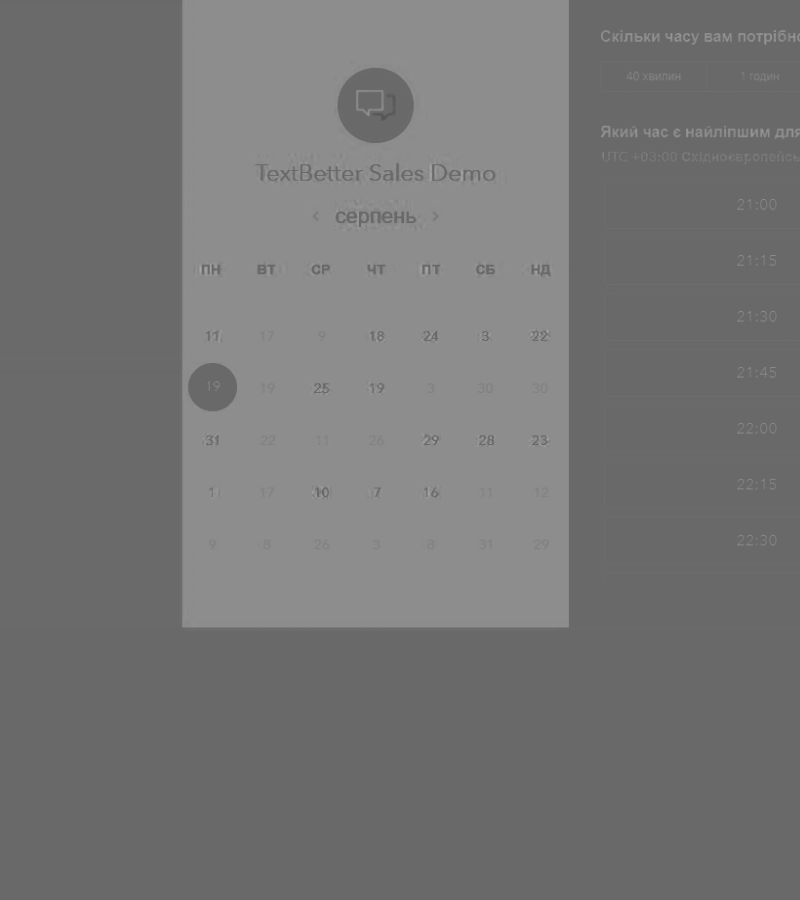 TextBetter Sales Demo
‹ серпень ›
ПН ВТ СР ЧТ ПТ СБ НД
11 17 9 18 24 3 22
19 19 25 19 3 30 30
31 22 11 26 29 28 23
1 17 10 7 16 11 12
9 8 26 3 8 31 29
Скільки часу вам потрібно
40 хвилин 1 годин
Який час є найліпшим для
UTC +03:00 Східноєвропейсь
21:00
21:15
21:30
21:45
22:00
22:15
22:30